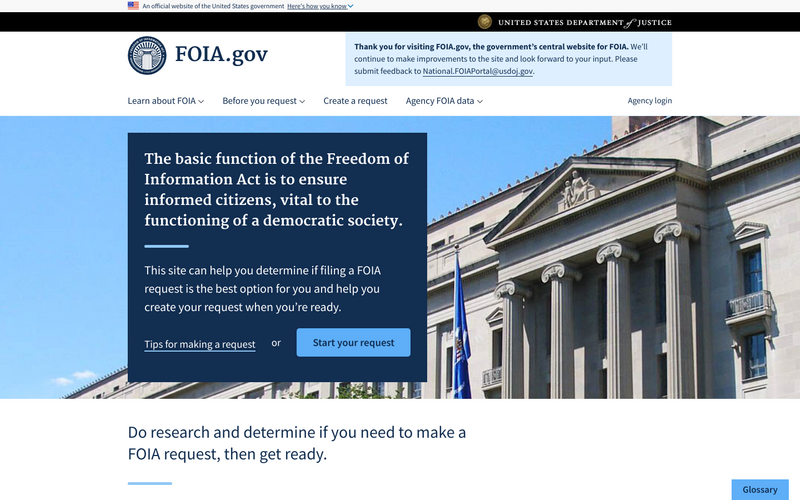 An official website of the United States government Here's how you know
UNITED STATES DEPARTMENT of JUSTICE
FOIA.gov
Thank you for visiting FOIA.gov, the government's central website for FOIA. We'll
continue to make improvements to the site and look forward to your input. Please
submit feedback to National.FOIAPortal@usdoj.gov.
Learn about FOIA
Before you request
Create a request
Agency FOIA data
Agency login
The basic function of the Freedom of
Information Act is to ensure
informed citizens, vital to the
functioning of a democratic society.
This site can help you determine if filing a FOIA
request is the best option for you and help you
create your request when you're ready.
Tips for making a request
or
Start your request
Do research and determine if you need to make a
FOIA request, then get ready.
Glossary